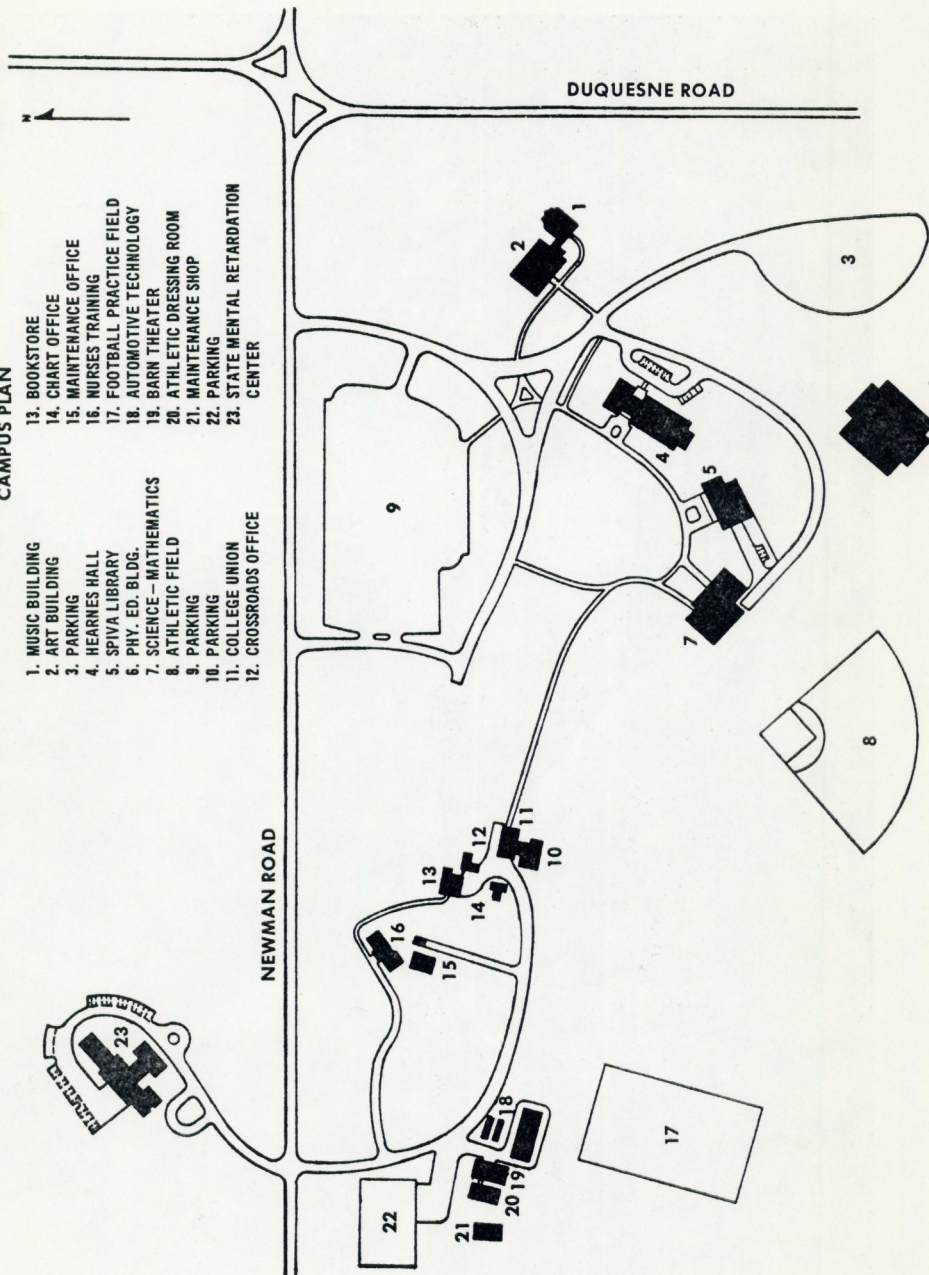 CAMPUS PLAN
1. MUSIC BUILDING
2. ART BUILDING
3. PARKING
4. HEARNES HALL
5. SPIVA LIBRARY
6. PHY. ED. BLDG.
7. SCIENCE–MATHEMATICS
8. ATHLETIC FIELD
9. PARKING
10. PARKING
11. COLLEGE UNION
12. CROSSROADS OFFICE
13. BOOKSTORE
14. CHART OFFICE
15. MAINTENANCE OFFICE
16. NURSES TRAINING
17. FOOTBALL PRACTICE FIELD
18. AUTOMOTIVE TECHNOLOGY
19. BARN THEATER
20. ATHLETIC DRESSING ROOM
21. MAINTENANCE SHOP
22. PARKING
23. STATE MENTAL RETARDATION
CENTER
N
DUQUESNE ROAD
NEWMAN ROAD
1
2
3
4
5
7
8
9
10
11
12
13
14
15
16
17
18
19
20
21
22
23